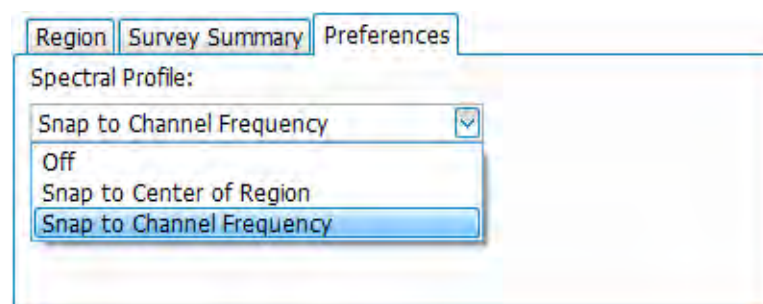 Region Survey Summary Preferences
Spectral Profile:
Snap to Channel Frequency
Off
Snap to Center of Region
Snap to Channel Frequency